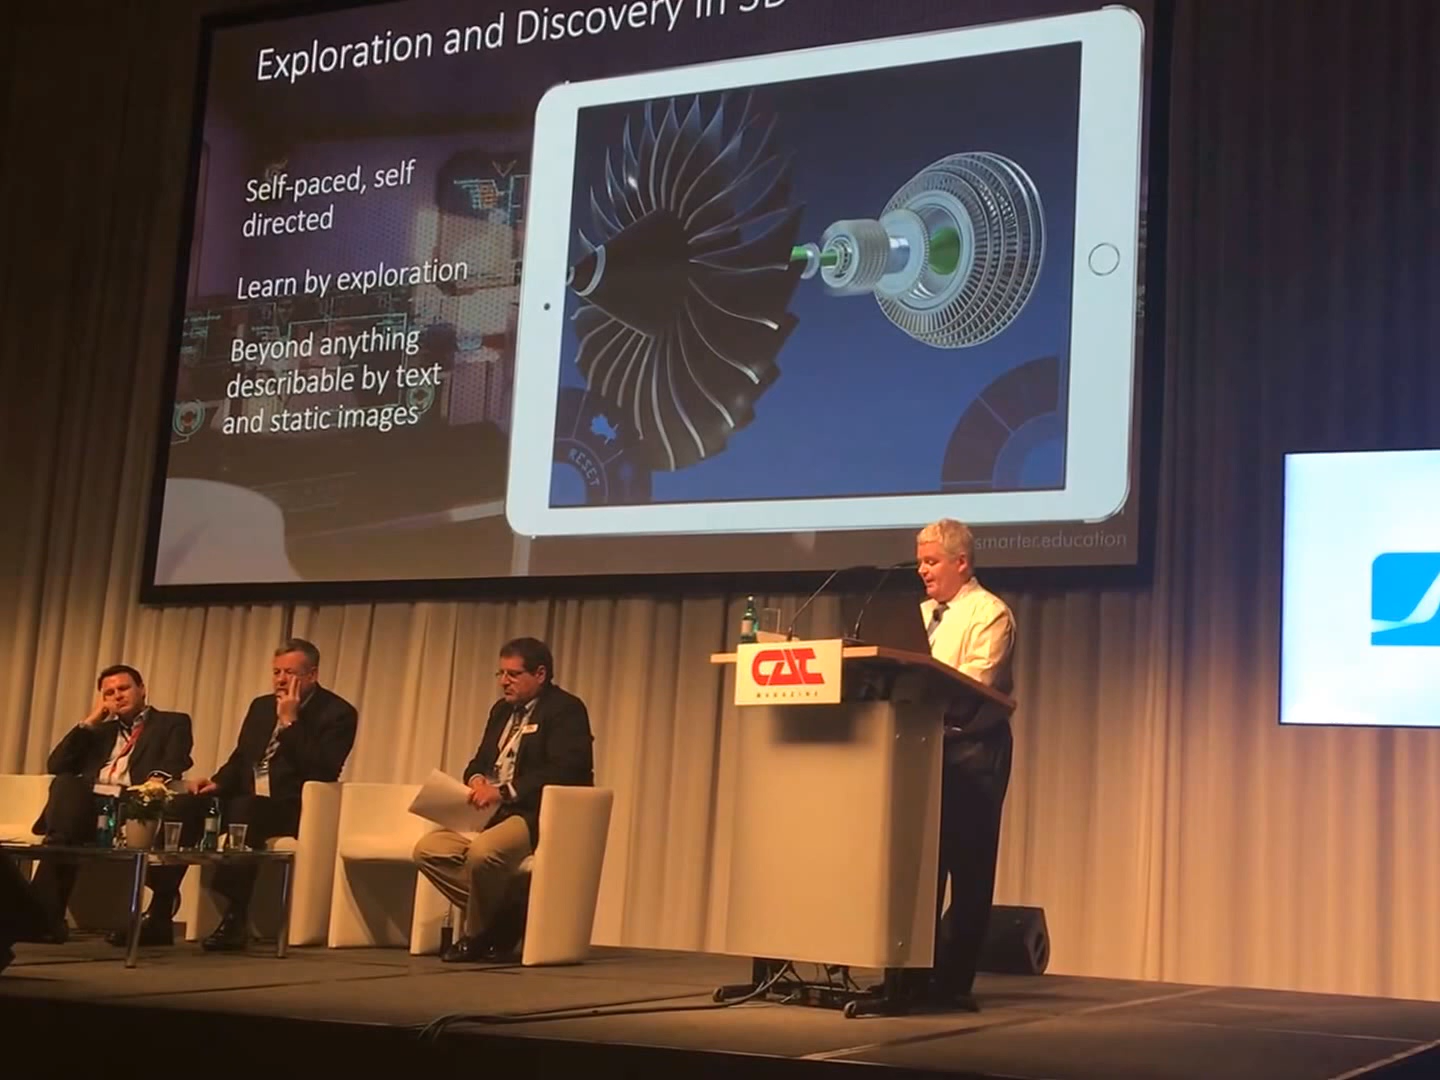 Exploration and Discovery in 3D
Self-paced, self
directed
Learn by exploration
Beyond anything
describable by text
and static images
RESET
smarter.education
CAT
MAGAZINE